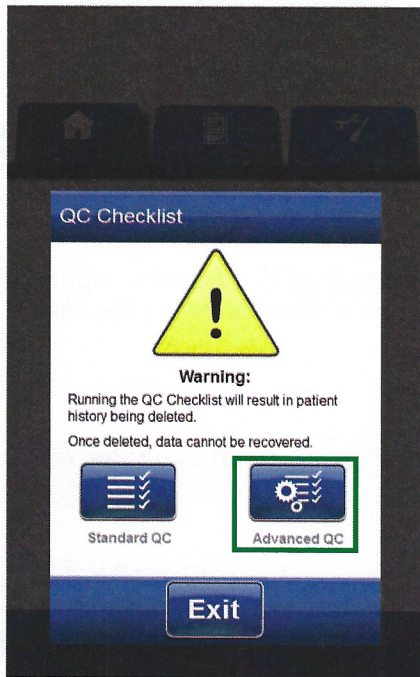 QC Checklist
Warning:
Running the QC Checklist will result in patient
history being deleted.
Once deleted, data cannot be recovered.
Standard QC
Advanced QC
Exit